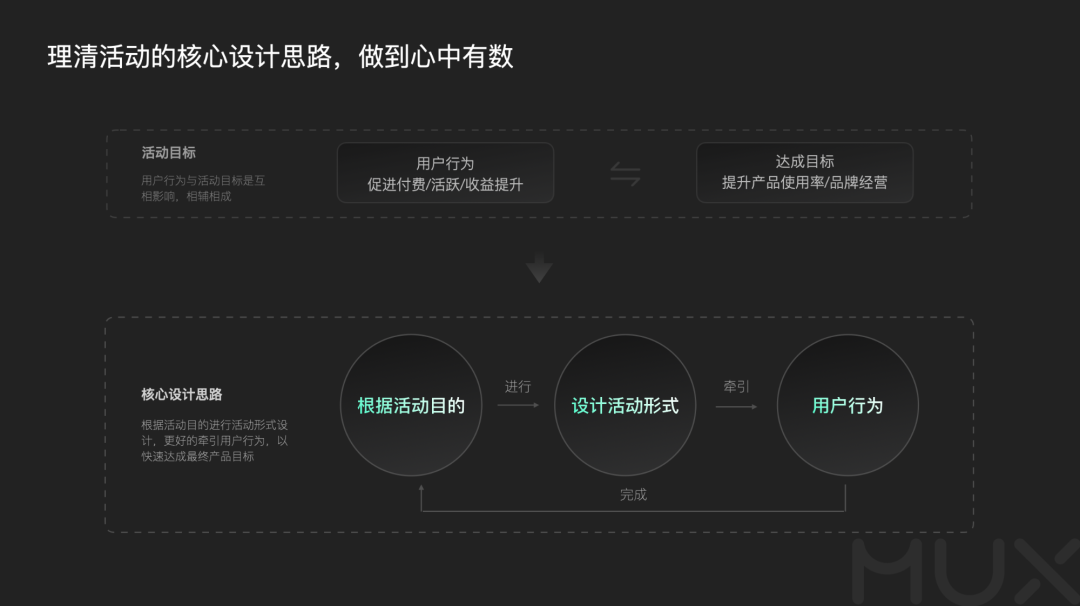 理清活动的核心设计思路，做到心中有数
活动目标
用户行为与活动目标是互
相影响，相辅相成
用户行为
促进付费/活跃/收益提升
达成目标
提升产品使用率/品牌经营
核心设计思路
根据活动目的进行活动形式设
计，更好的牵引用户行为，以
快速达成最终产品目标
根据活动目的
进行
设计活动形式
牵引
用户行为
完成
MUX